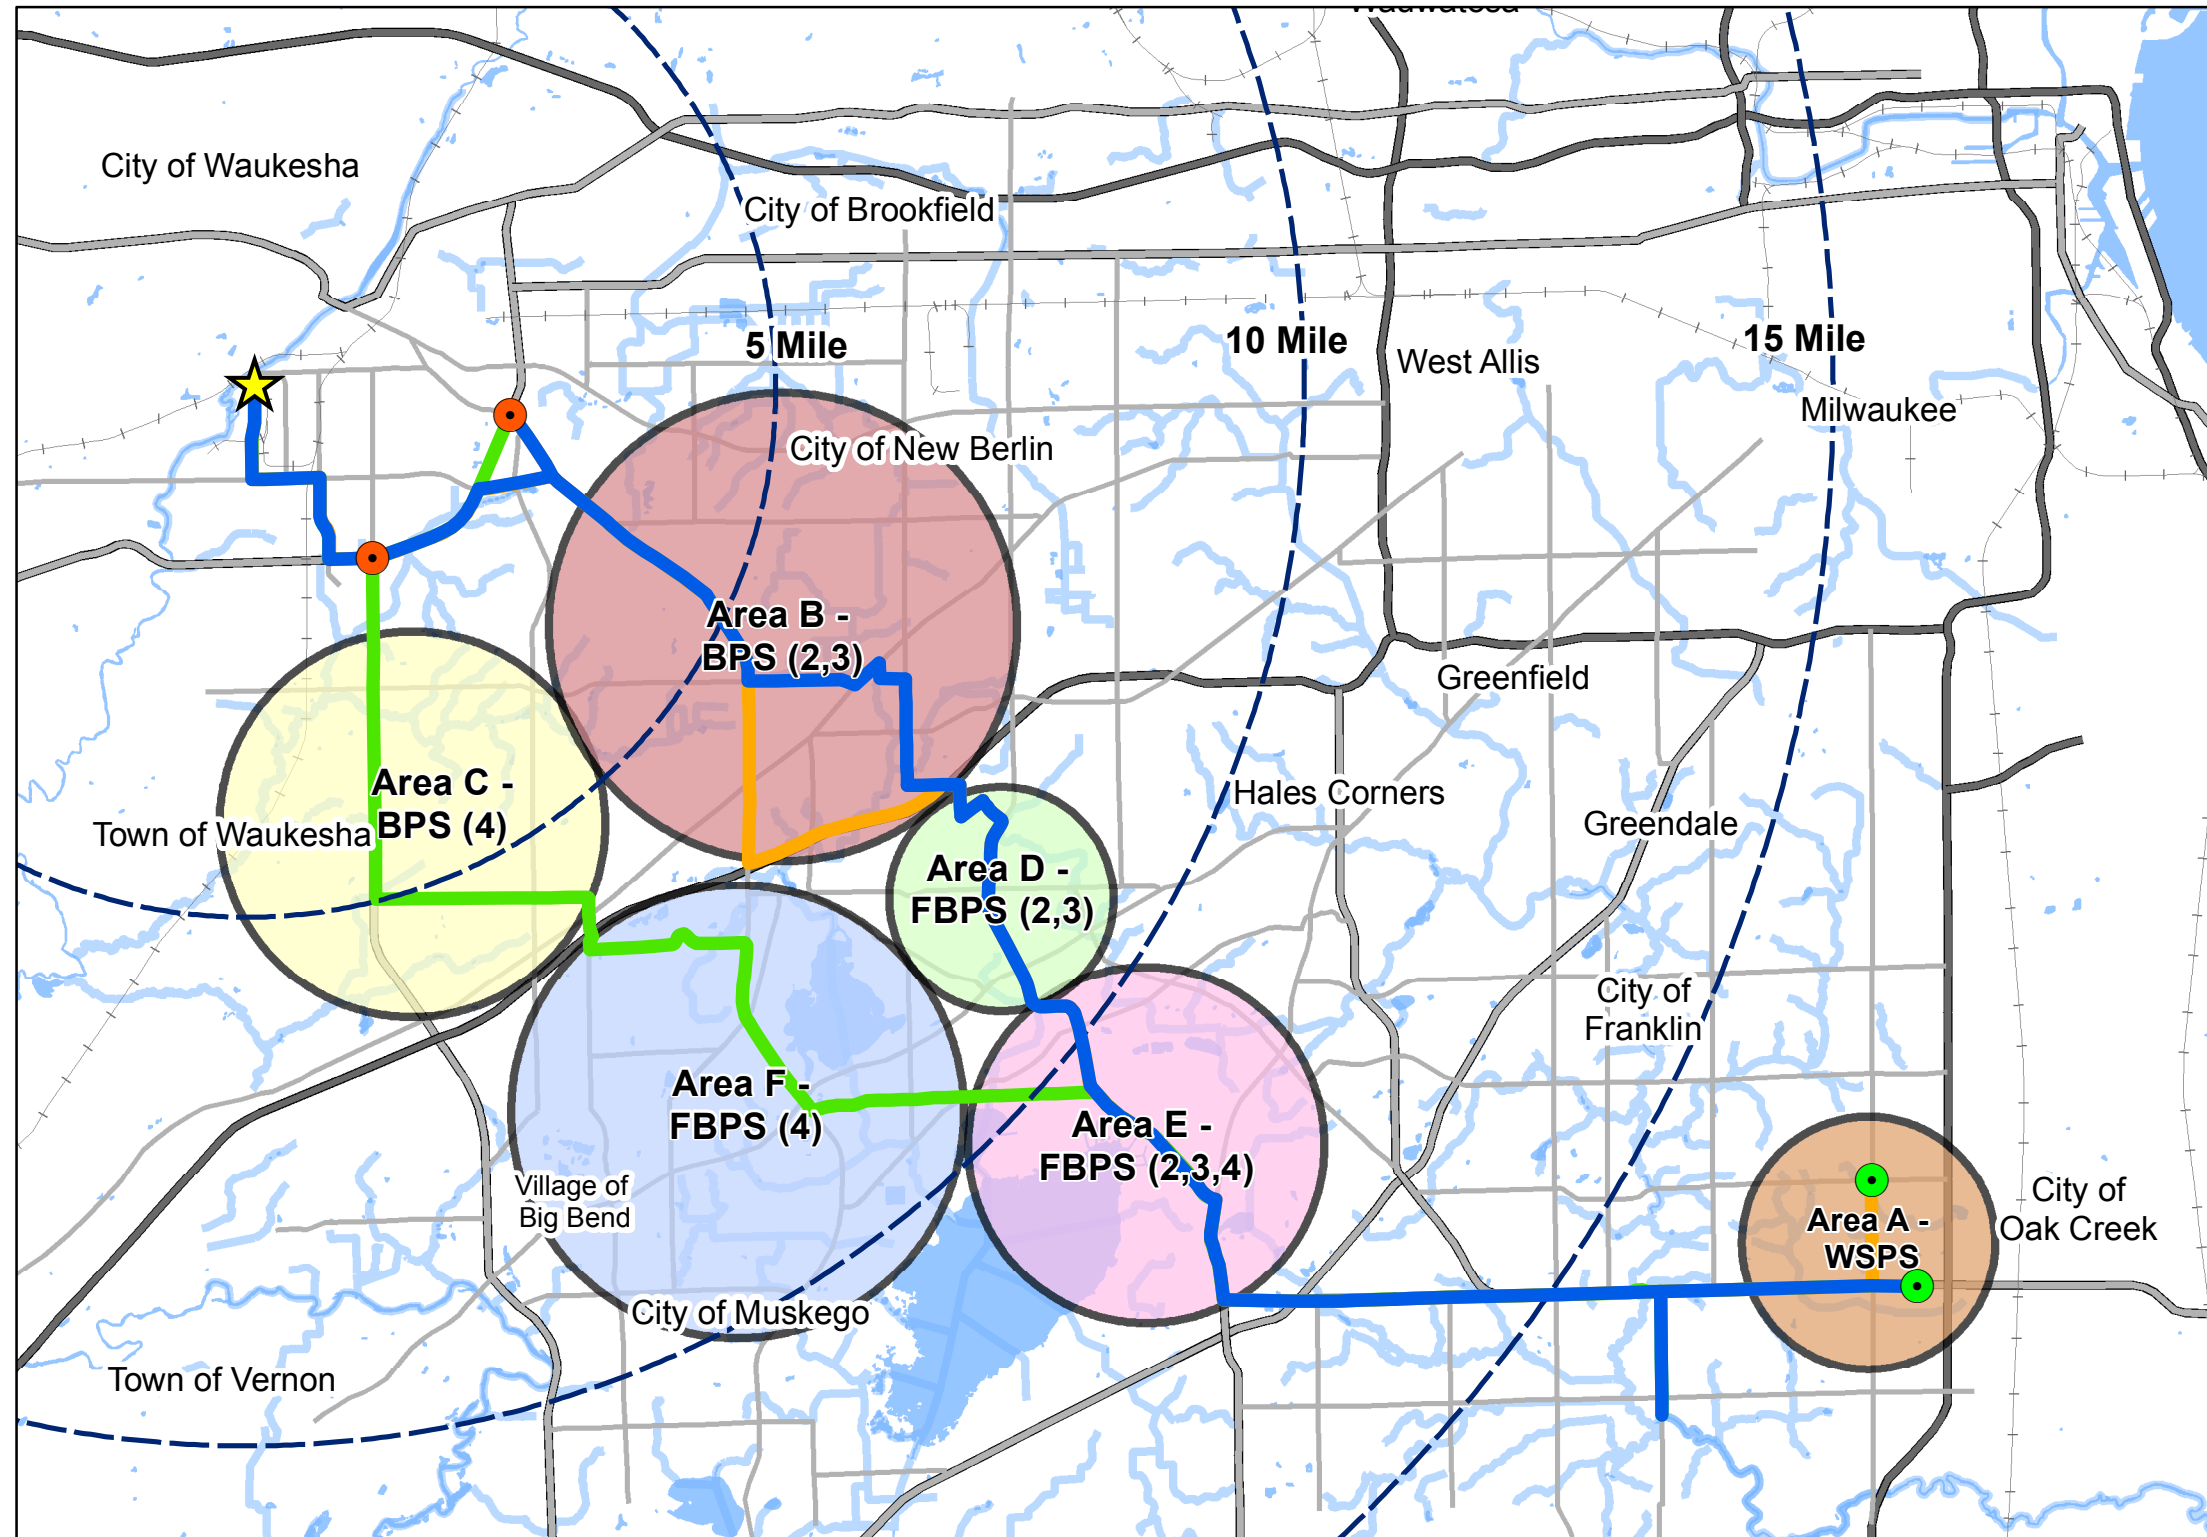 Wauwatosa
City of Waukesha
City of Brookfield
5 Mile
10 Mile
15 Mile
West Allis
Milwaukee
City of New Berlin
Area B -
BPS (2,3)
Greenfield
Area C -
BPS (4)
Town of Waukesha
Hales Corners
Greendale
Area D -
FBPS (2,3)
City of
Franklin
Area F -
FBPS (4)
Area E -
FBPS (2,3,4)
Village of
Big Bend
City of
Oak Creek
Area A -
WSPS
City of Muskego
Town of Vernon